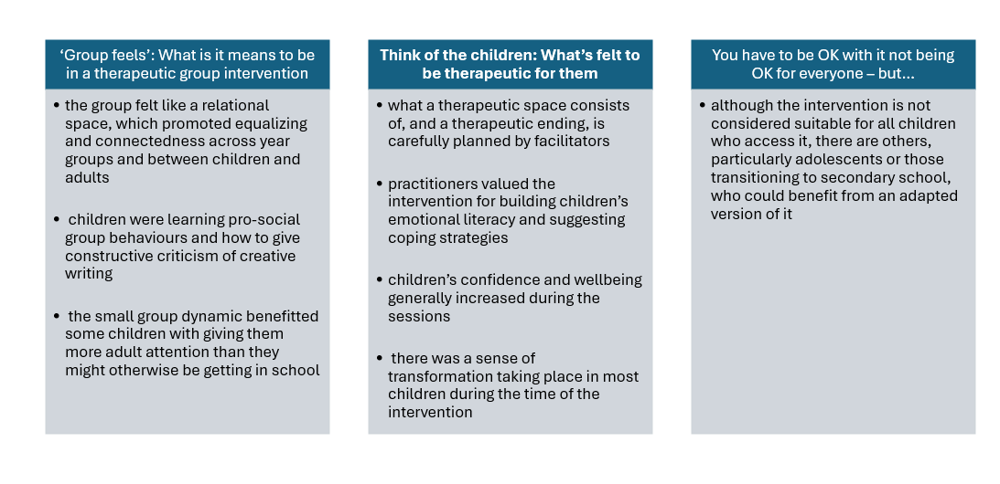 ‘Group feels’: What is it means to be
in a therapeutic group intervention
• the group felt like a relational
space, which promoted equalizing
and connectedness across year
groups and between children and
adults
• children were learning pro-social
group behaviours and how to give
constructive criticism of creative
writing
• the small group dynamic benefitted
some children with giving them
more adult attention than they
might otherwise be getting in school
Think of the children: What’s felt to
be therapeutic for them
• what a therapeutic space consists
of, and a therapeutic ending, is
carefully planned by facilitators
• practitioners valued the
intervention for building children’s
emotional literacy and suggesting
coping strategies
• children’s confidence and wellbeing
generally increased during the
sessions
• there was a sense of
transformation taking place in most
children during the time of the
intervention
You have to be OK with it not being
OK for everyone – but...
• although the intervention is not
considered suitable for all children
who access it, there are others,
particularly adolescents or those
transitioning to secondary school,
who could benefit from an adapted
version of it